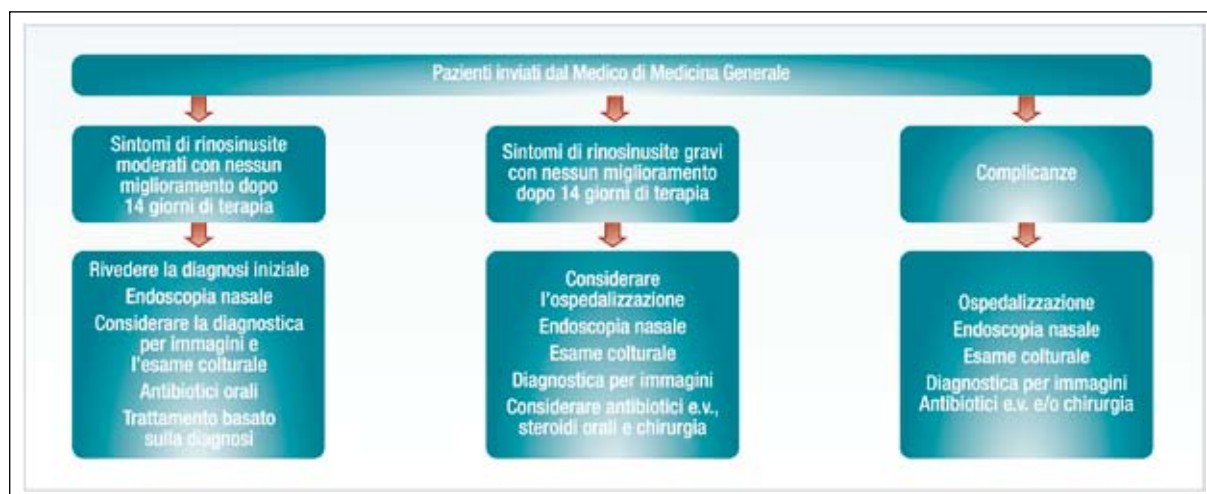 Pazienti inviati dal Medico di Medicina Generale
Sintomi di rinosinusite
moderati con nessun
miglioramento dopo
14 giorni di terapia
Rivedere la diagnosi iniziale
Endoscopia nasale
Considerare la diagnostica
per immagini e
l'esame colturale
Antibiotici orali
Trattamento basato
sulla diagnosi
Sintomi di rinosinusite gravi
con nessun miglioramento
dopo 14 giorni di terapia
Considerare
l'ospedalizzazione
Endoscopia nasale
Esame colturale
Diagnostica per immagini
Considerare antibiotici e.v.,
steroidi orali e chirurgia
Complicanze
Ospedalizzazione
Endoscopia nasale
Esame colturale
Diagnostica per immagini
Antibiotici e.v. e/o chirurgia